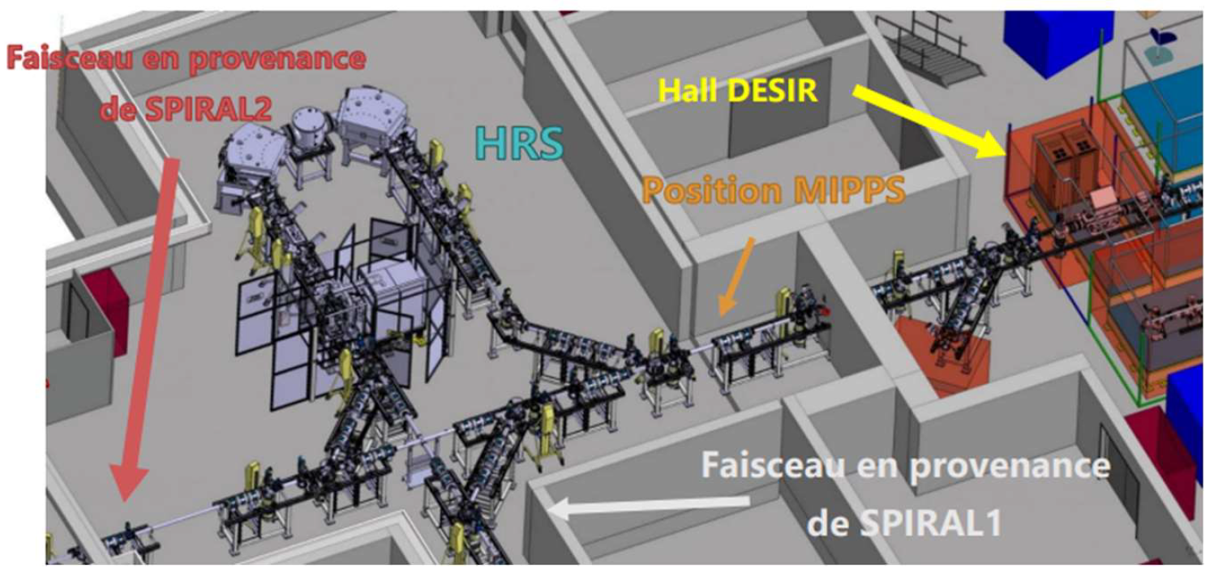 Faisceau en provenance
de SPIRAL2
HRS
Hall DESIR
Position MIPPS
Faisceau en provenance
de SPIRAL1